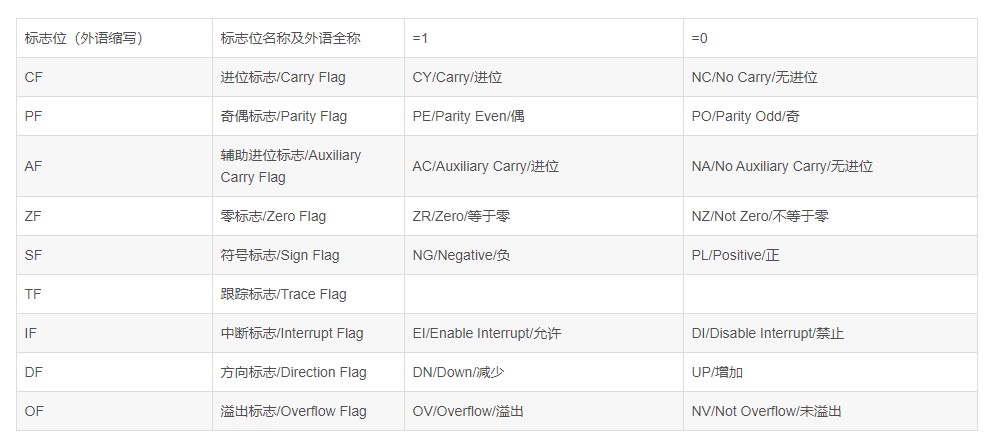 标志位（外语缩写） 标志位名称及外语全称 =1 =0
CF 进位标志/Carry Flag CY/Carry/进位 NC/No Carry/无进位
PF 奇偶标志/Parity Flag PE/Parity Even/偶 PO/Parity Odd/奇
AF 辅助进位标志/Auxiliary
Carry Flag AC/Auxiliary Carry/进位 NA/No Auxiliary Carry/无进位
ZF 零标志/Zero Flag ZR/Zero/等于零 NZ/Not Zero/不等于零
SF 符号标志/Sign Flag NG/Negative/负 PL/Positive/正
TF 跟踪标志/Trace Flag
IF 中断标志/Interrupt Flag EI/Enable Interrupt/允许 DI/Disable Interrupt/禁止
DF 方向标志/Direction Flag DN/Down/减少 UP/增加
OF 溢出标志/Overflow Flag OV/Overflow/溢出 NV/Not Overflow/未溢出